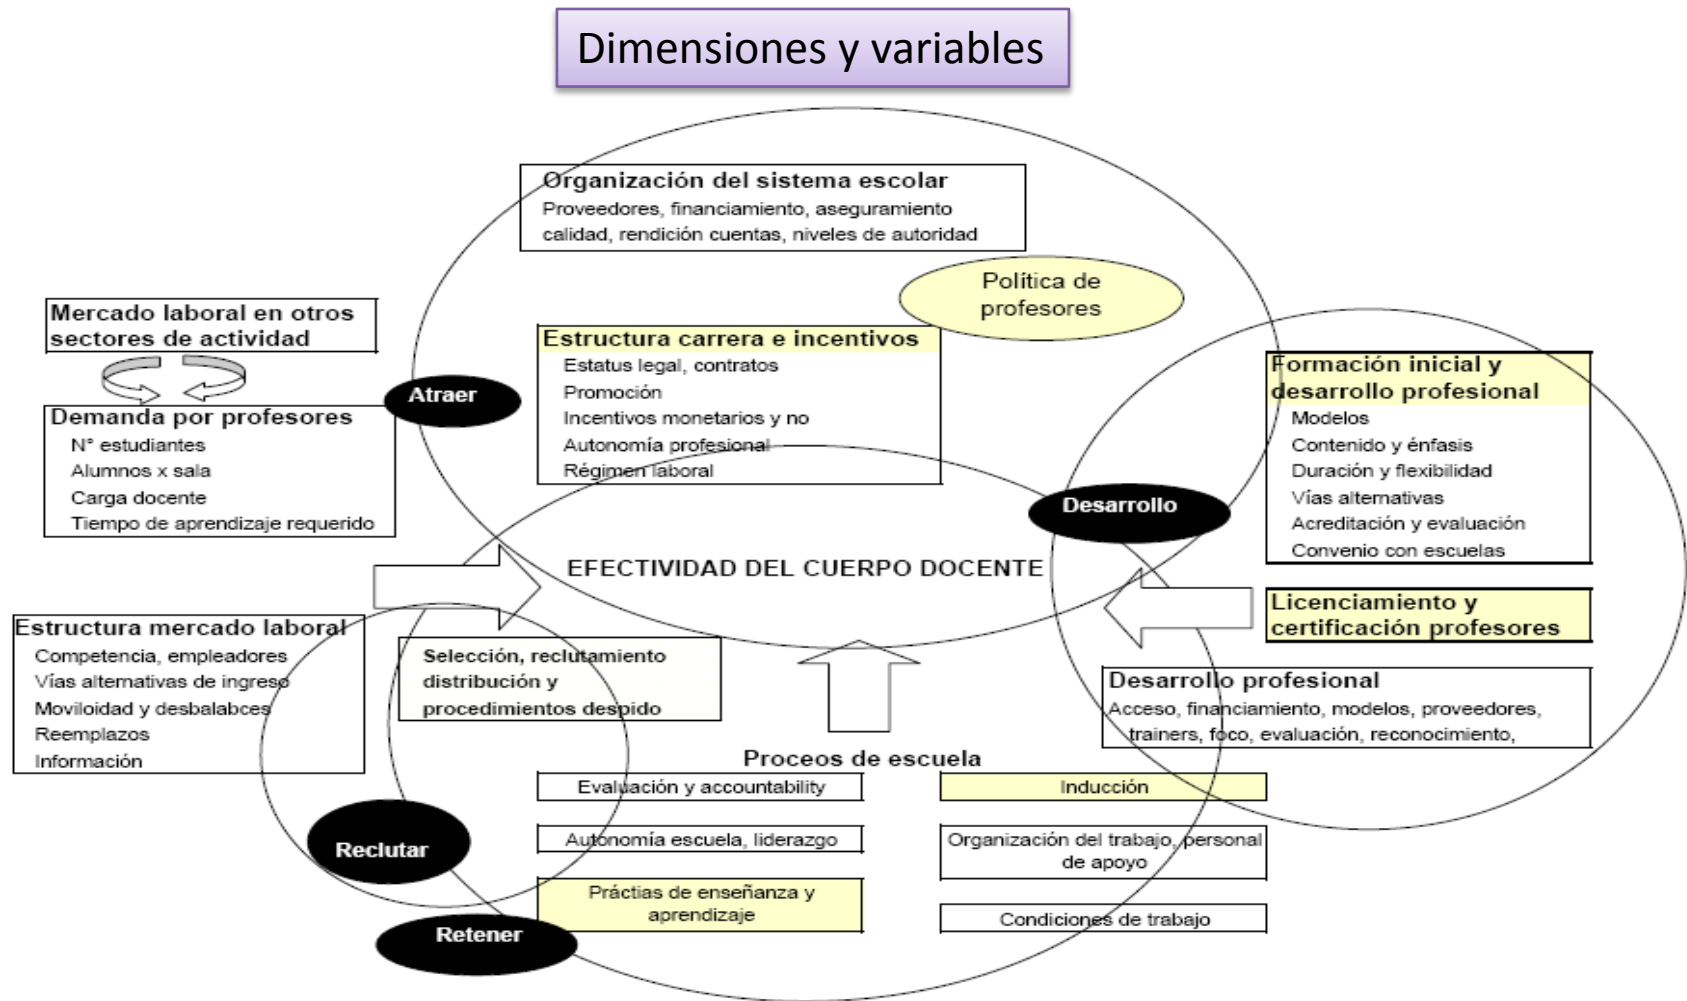 Dimensiones y variables
Organización del sistema escolar
Proveedores, financiamiento, aseguramiento
calidad, rendición cuentas, niveles de autoridad
Política de
profesores
Mercado laboral en otros
sectores de actividad
Atraer
Estructura carrera e incentivos
Estatus legal, contratos
Promoción
Incentivos monetarios y no
Autonomía profesional
Régimen laboral
Demanda por profesores
N° estudiantes
Alumnos x sala
Carga docente
Tiempo de aprendizaje requerido
Formación inicial y
desarrollo profesional
Modelos
Contenido y énfasis
Duración y flexibilidad
Vías alternativas
Acreditación y evaluación
Convenio con escuelas
Desarrollo
EFECTIVIDAD DEL CUERPO DOCENTE
Licenciamiento y
certificación profesores
Estructura mercado laboral
Competencia, empleadores
Vías alternativas de ingreso
Moviloidad y desbalabces
Reemplazos
Información
Selección, reclutamiento
distribución y
procedimientos despido
Desarrollo profesional
Acceso, financiamiento, modelos, proveedores,
trainers, foco, evaluación, reconocimiento,
Proceos de escuela
Evaluación y accountability
Inducción
Reclutar
Autonomía escuela, liderazgo
Organización del trabajo, personal
de apoyo
Práctias de enseñanza y
aprendizaje
Condiciones de trabajo
Retener